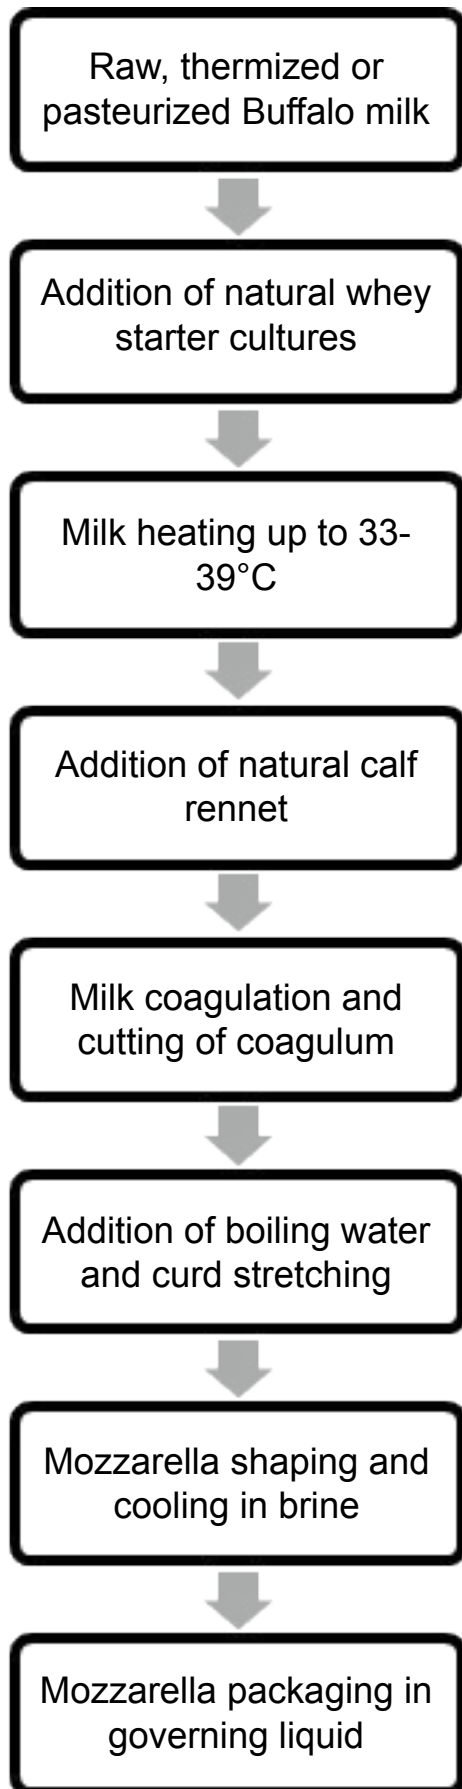 Raw, thermized or
pasteurized Buffalo milk
Addition of natural whey
starter cultures
Milk heating up to 33-
39°C
Addition of natural calf
rennet
Milk coagulation and
cutting of coagulum
Addition of boiling water
and curd stretching
Mozzarella shaping and
cooling in brine
Mozzarella packaging in
governing liquid